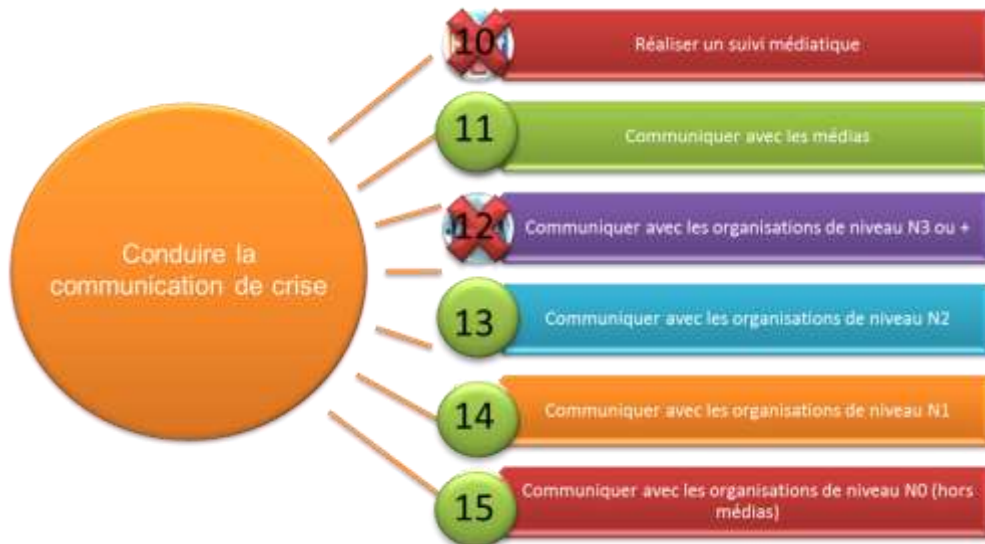 10
Réaliser un suivi médiatique
11
Communiquer avec les médias
12
Communiquer avec les organisations de niveau N3 ou +
Conduire la
communication de crise
13
Communiquer avec les organisations de niveau N2
14
Communiquer avec les organisations de niveau N1
15
Communiquer avec les organisations de niveau N0 (hors
médias)